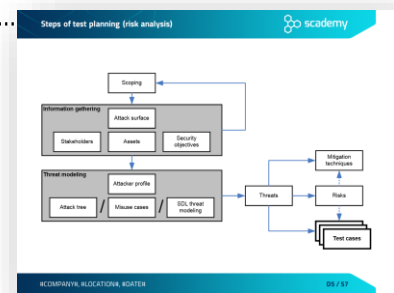 Steps of test planning (risk analysis)
scademy
Scoping
Information gathering
Attack surface
Stakeholders
Assets
Security
objectives
Threat modeling
Attacker profile
Attack tree
/
Misuse cases
/
SDL threat
modeling
Threats
Mitigation
techniques
Risks
Test cases
#COMPANY#, #LOCATION#, #DATE#
DS / 57